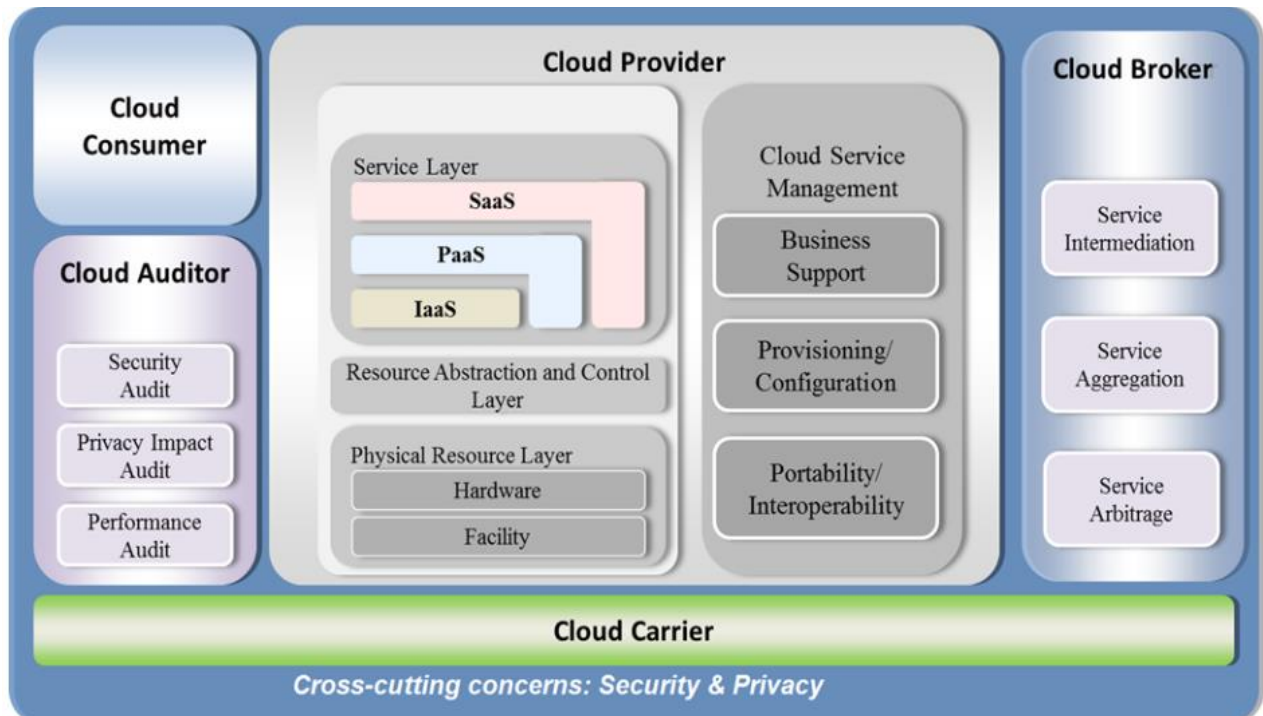 Cloud
Consumer
Cloud Auditor
Security
Audit
Privacy Impact
Audit
Performance
Audit
Cloud Provider
Service Layer
SaaS
PaaS
IaaS
Resource Abstraction and Control
Layer
Physical Resource Layer
Hardware
Facility
Cloud Service
Management
Business
Support
Provisioning/
Configuration
Portability/
Interoperability
Cloud Broker
Service
Intermediation
Service
Aggregation
Service
Arbitrage
Cloud Carrier
Cross-cutting concerns: Security & Privacy